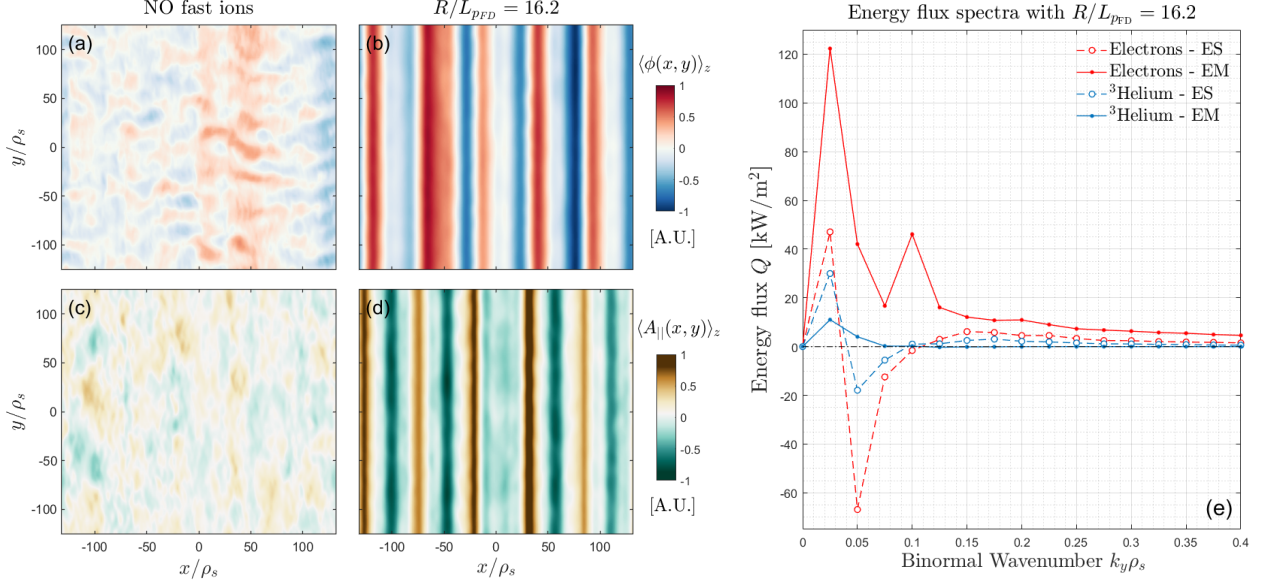 NO fast ions
R/L_{p_{FD}} = 16.2
(a)
100
50
0
-50
-100
y/ρ_s
(b)
⟨ϕ(x, y)⟩_z
1
0.5
0
-0.5
-1
[A.U.]
(c)
100
50
0
-50
-100
y/ρ_s
-100
-50
0
50
100
x/ρ_s
(d)
-100
-50
0
50
100
x/ρ_s
⟨A_{||}(x, y)⟩_z
1
0.5
0
-0.5
-1
[A.U.]
Energy flux spectra with R/L_{p_{FD}} = 16.2
Electrons - ES
Electrons - EM
³Helium - ES
³Helium - EM
120
100
80
60
40
20
0
-20
-40
-60
Energy flux Q [kW/m²]
(e)
0
0.05
0.1
0.15
0.2
0.25
0.3
0.35
0.4
Binormal Wavenumber k_yρ_s